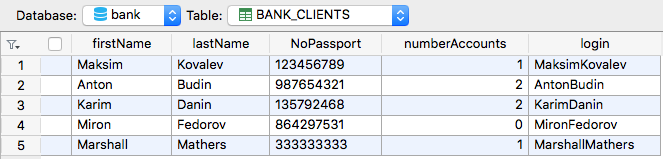 Database: bank Table: BANK_CLIENTS
firstName lastName NoPassport numberAccounts login
1 Maksim Kovalev 123456789 1 MaksimKovalev
2 Anton Budin 987654321 2 AntonBudin
3 Karim Danin 135792468 2 KarimDanin
4 Miron Fedorov 864297531 0 MironFedorov
5 Marshall Mathers 333333333 1 MarshallMathers